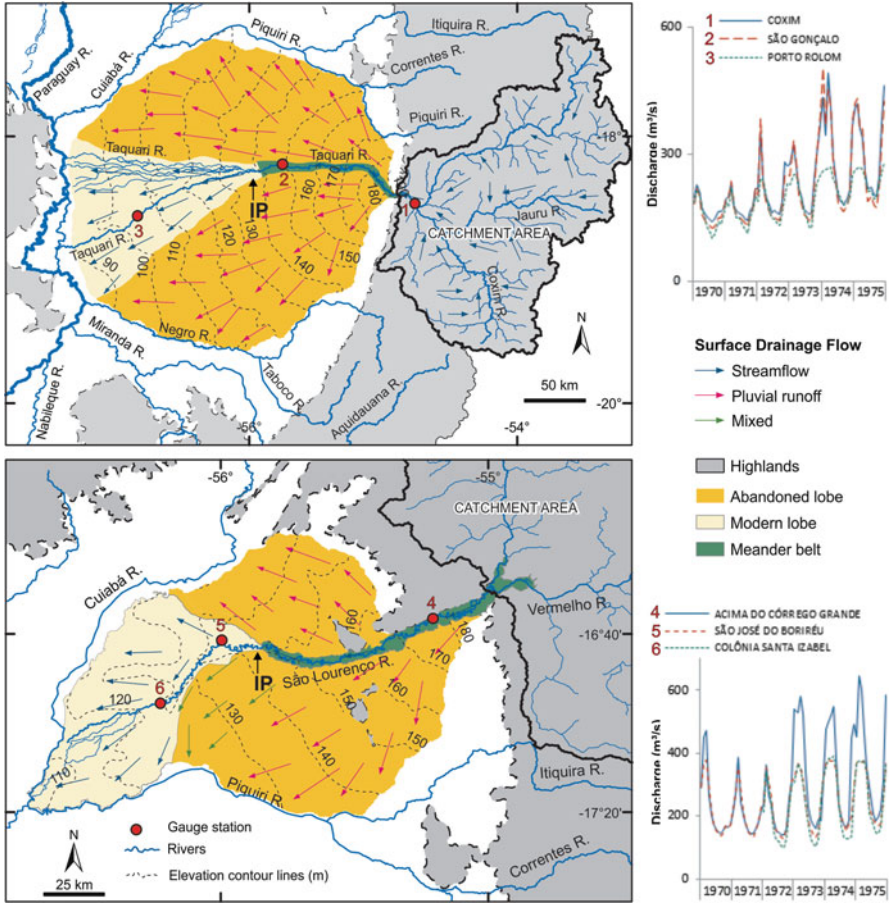 Itiquira R.
Piquiri R.
Correntes R.
Paraguay R.
Cuiabá R.
Piquiri R.
-18°
Taquari R.
Taquari R.
2
160
170
180
IP
1
Jauru R.
CATCHMENT AREA
3
130
Taquari R.
120
110
100
90
140
150
Coxim R.
N
Miranda R.
Negro R.
Taboco R.
Aquidauana R.
Nabileque R.
50 km
-20°
-56°
-54°
1 COXIM
2 SÃO GONÇALO
3 PORTO ROLOM
Discharge (m³/s)
600
300
0
1970 1971 1972 1973 1974 1975
Surface Drainage Flow
Streamflow
Pluvial runoff
Mixed
Highlands
Abandoned lobe
Modern lobe
Meander belt
-56°
-55°
CATCHMENT AREA
Cuiabá R.
160
4
Vermelho R.
5
180
-16°40'
IP
São Lourenço R.
170
160
150
6
120
130
150
140
110
Piquiri R.
Itiquira R.
-17°20'
Correntes R.
N
25 km
Gauge station
Rivers
Elevation contour lines (m)
4 ACIMA DO CÓRREGO GRANDE
5 SÃO JOSÉ DO BORIRÉU
6 COLÔNIA SANTA IZABEL
Discharge (m³/s)
600
400
200
0
1970 1971 1972 1973 1974 1975